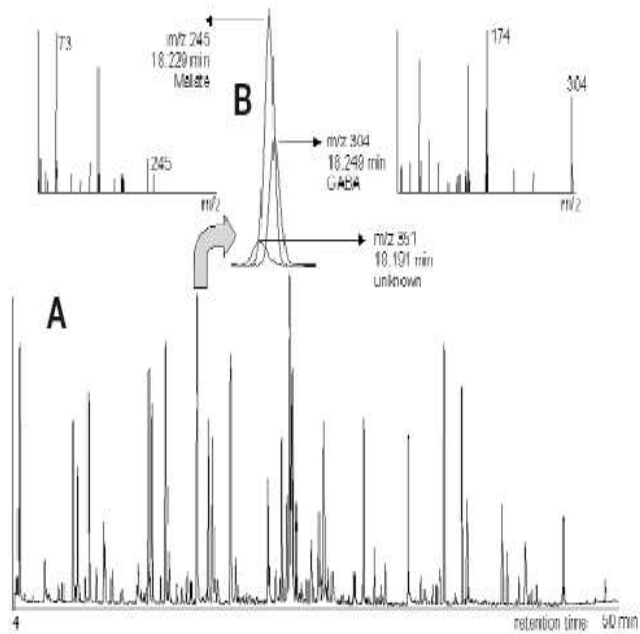 73
245
m/z
m/z 245
18.229 min
Malate
B
m/z 304
18.249 min
GABA
m/z 351
18.191 min
unknown
174
304
m/z
A
4
retention time 50 min